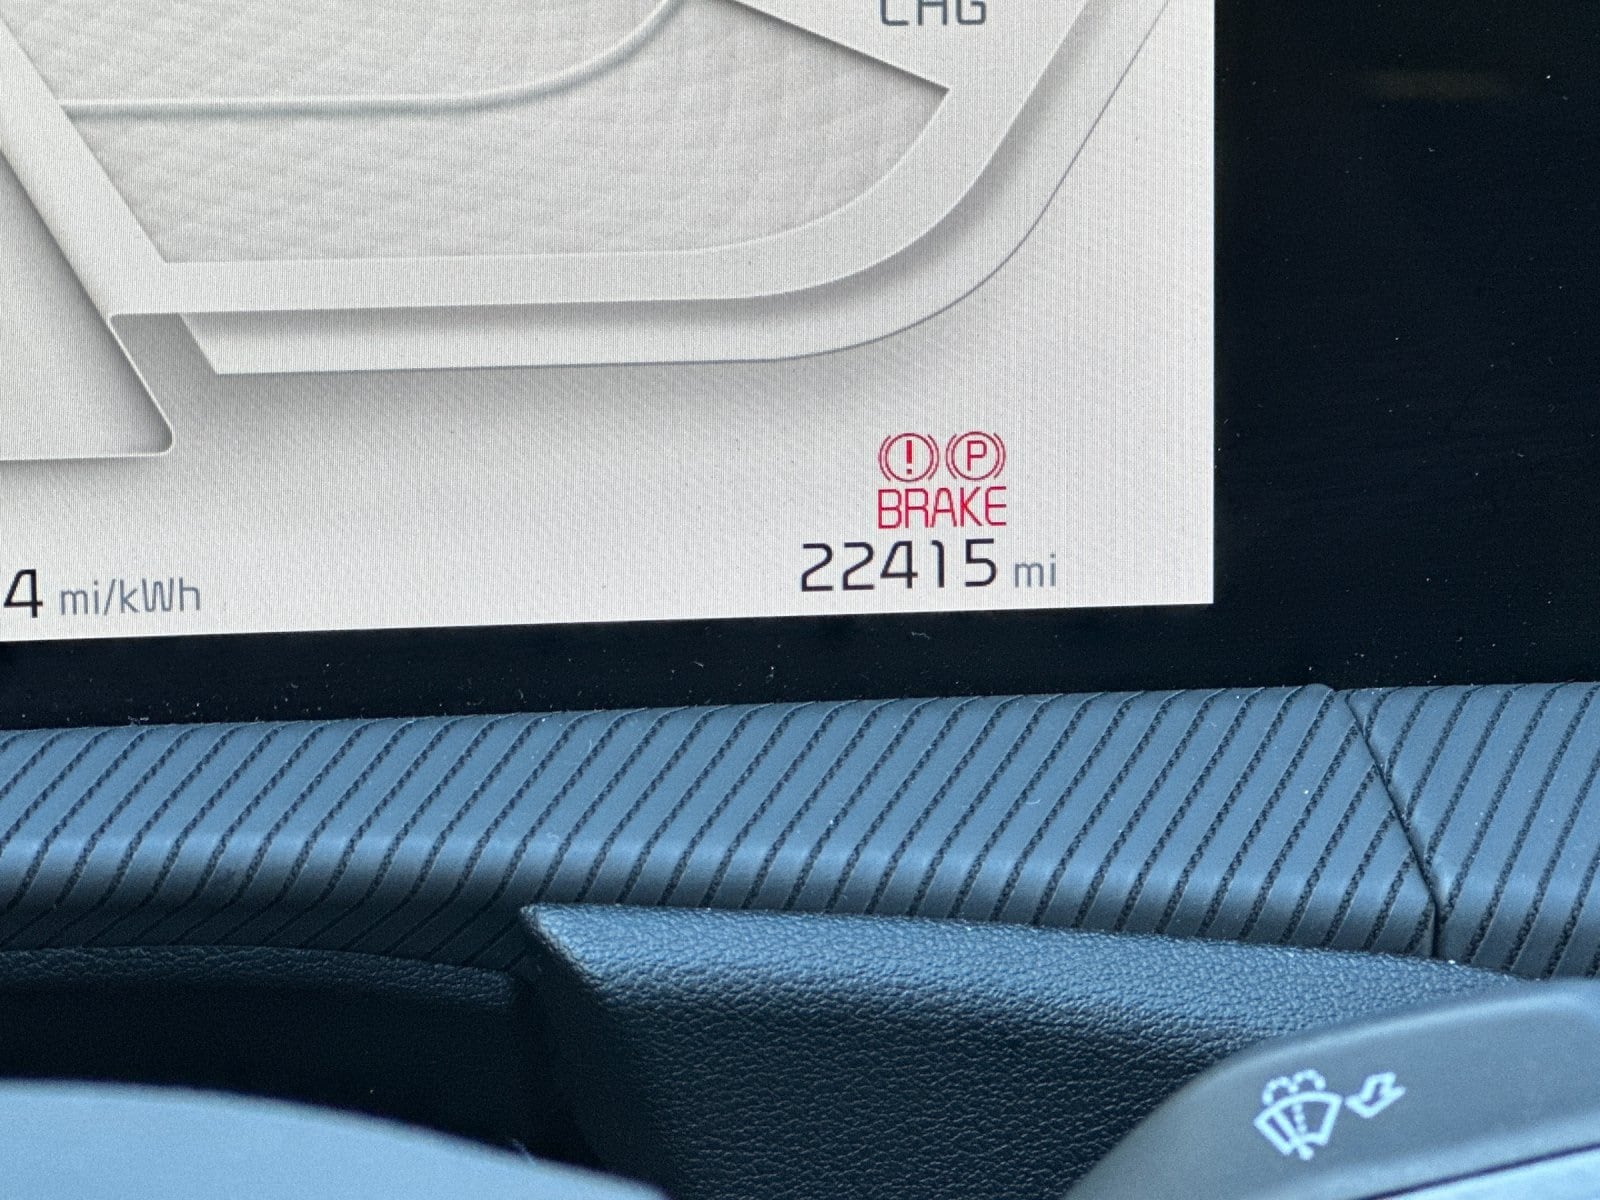 CHG
(!) (P)
BRAKE
22415 mi
4 mi/kWh